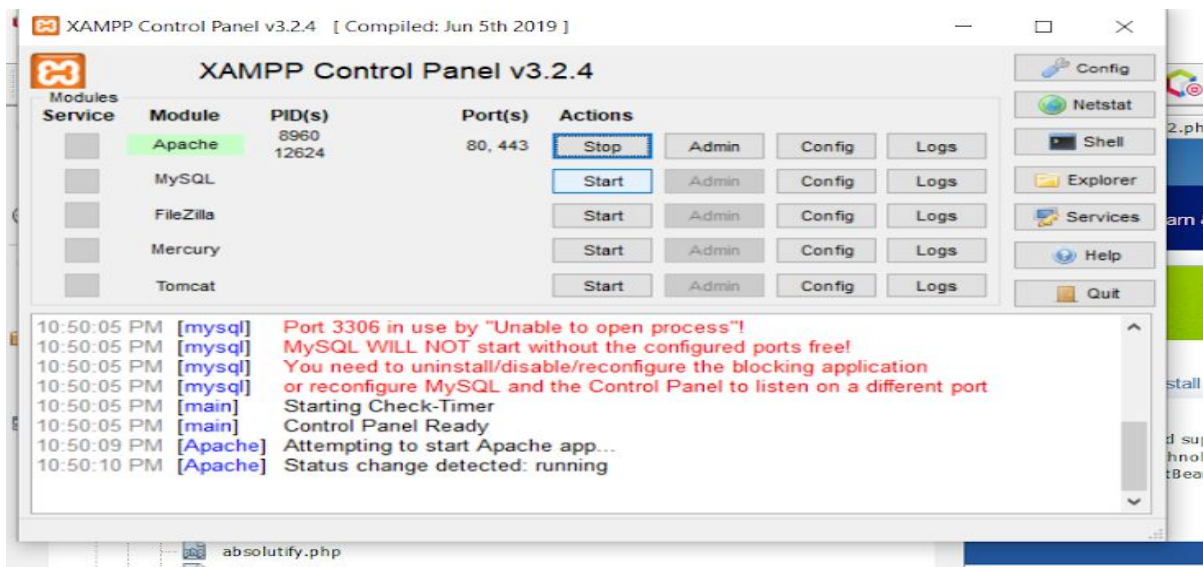 XAMPP Control Panel v3.2.4 [ Compiled: Jun 5th 2019 ]
XAMPP Control Panel v3.2.4
Config
Modules
Service Module PID(s) Port(s) Actions
Netstat
Apache 8960 12624 80, 443 Stop Admin Config Logs
Shell
MySQL Start Admin Config Logs
Explorer
FileZilla Start Admin Config Logs
Services
Mercury Start Admin Config Logs
Help
Tomcat Start Admin Config Logs
Quit
10:50:05 PM [mysql] Port 3306 in use by "Unable to open process"!
10:50:05 PM [mysql] MySQL WILL NOT start without the configured ports free!
10:50:05 PM [mysql] You need to uninstall/disable/reconfigure the blocking application
10:50:05 PM [mysql] or reconfigure MySQL and the Control Panel to listen on a different port
10:50:05 PM [main] Starting Check-Timer
10:50:05 PM [main] Control Panel Ready
10:50:09 PM [Apache] Attempting to start Apache app...
10:50:10 PM [Apache] Status change detected: running
absolutify.php